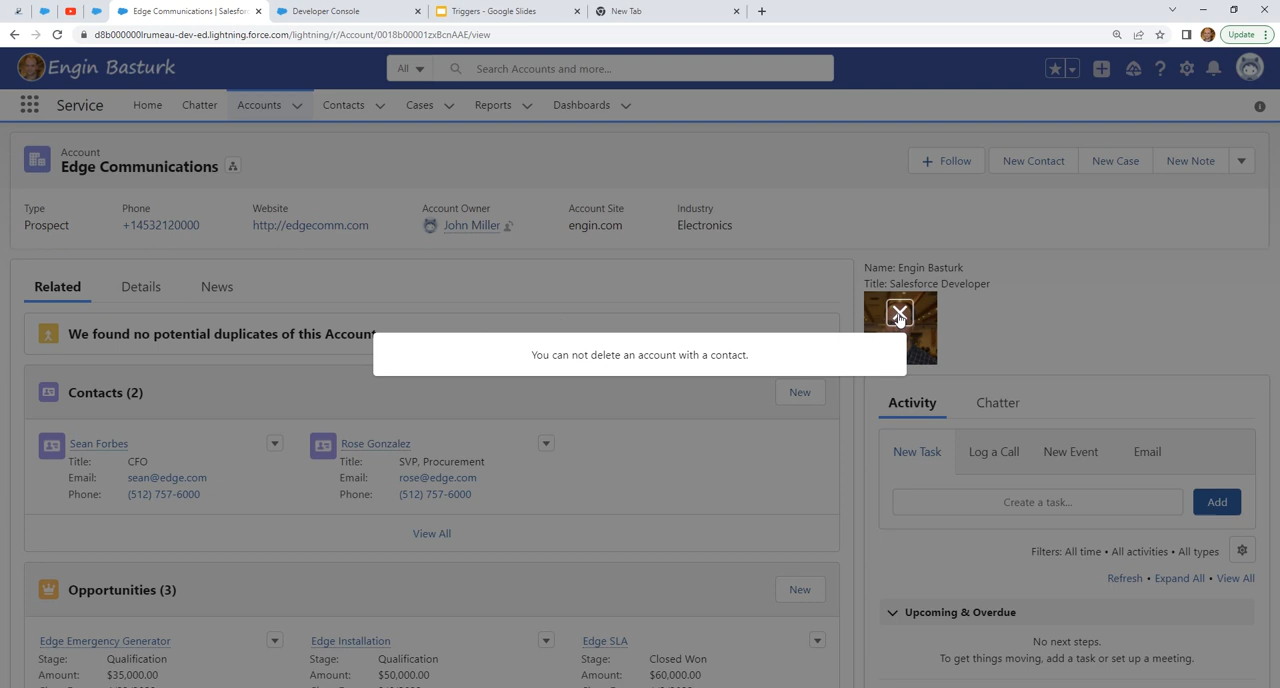 Edge Communications | Salesfor
Developer Console
Triggers - Google Slides
New Tab
d8b000000lrumeau-dev-ed.lightning.force.com/lightning/r/Account/0018b00001zxBcnAAE/view
Update
Engin Basturk
All
Search Accounts and more...
Service
Home
Chatter
Accounts
Contacts
Cases
Reports
Dashboards
Account
Edge Communications
Follow
New Contact
New Case
New Note
Type
Phone
Website
Account Owner
Account Site
Industry
Prospect
+14532120000
http://edgecomm.com
John Miller
engin.com
Electronics
Related
Details
News
Name: Engin Basturk
Title: Salesforce Developer
We found no potential duplicates of this Account
You can not delete an account with a contact.
Contacts (2)
New
Sean Forbes
Title: CFO
Email: sean@edge.com
Phone: (512) 757-6000
Rose Gonzalez
Title: SVP, Procurement
Email: rose@edge.com
Phone: (512) 757-6000
View All
Opportunities (3)
New
Edge Emergency Generator
Stage: Qualification
Amount: $35,000.00
Edge Installation
Stage: Qualification
Amount: $50,000.00
Edge SLA
Stage: Closed Won
Amount: $60,000.00
Activity
Chatter
New Task
Log a Call
New Event
Email
Create a task...
Add
Filters: All time • All activities • All types
Refresh • Expand All • View All
Upcoming & Overdue
No next steps.
To get things moving, add a task or set up a meeting.